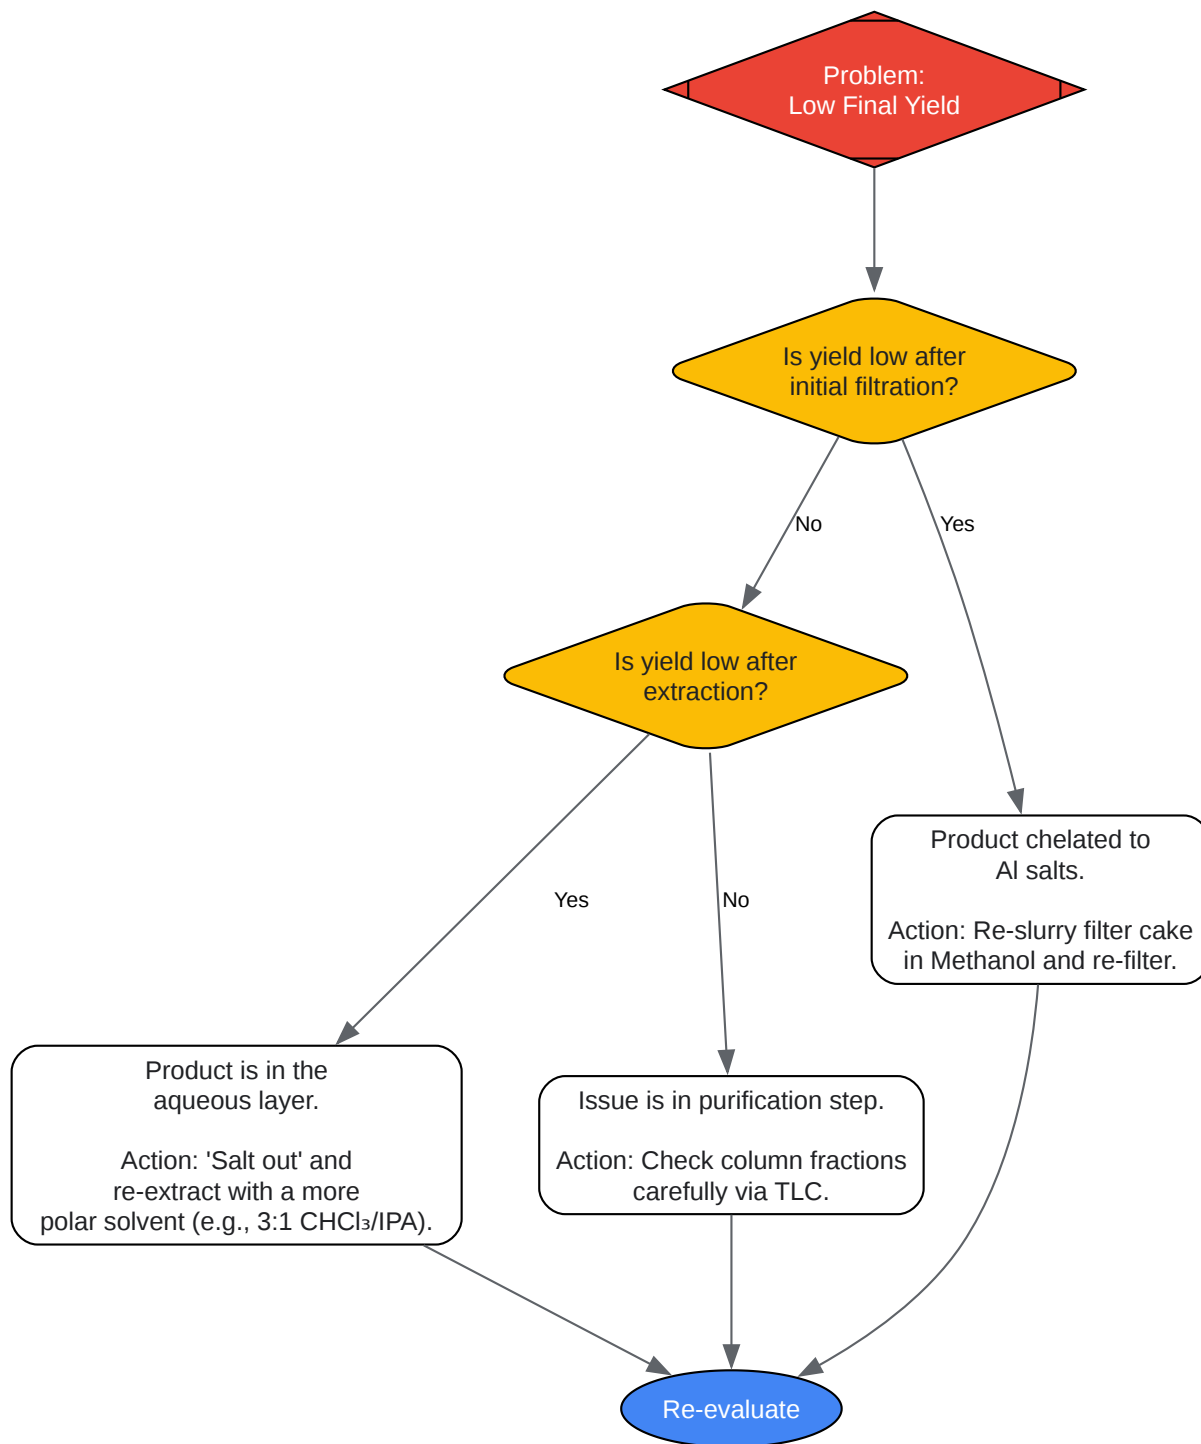 Problem:
Low Final Yield
Is yield low after
initial filtration?
No
Yes
Is yield low after
extraction?
Yes
No
Product chelated to
Al salts.
Action: Re-slurry filter cake
in Methanol and re-filter.
Product is in the
aqueous layer.
Action: 'Salt out' and
re-extract with a more
polar solvent (e.g., 3:1 CHCl₃/IPA).
Issue is in purification step.
Action: Check column fractions
carefully via TLC.
Re-evaluate